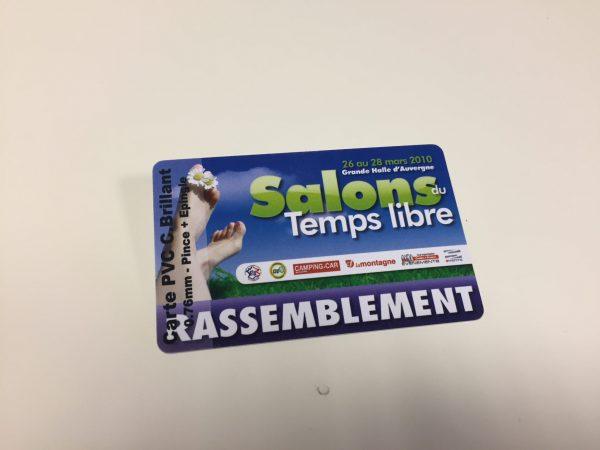 26 au 28 mars 2010
Grande Halle d'Auvergne
Salons du
Temps libre
CAMPING-CAR
La montagne
RASSEMBLEMENT
Carte PVC C.Brillant
0.76mm - Pince + Epingle